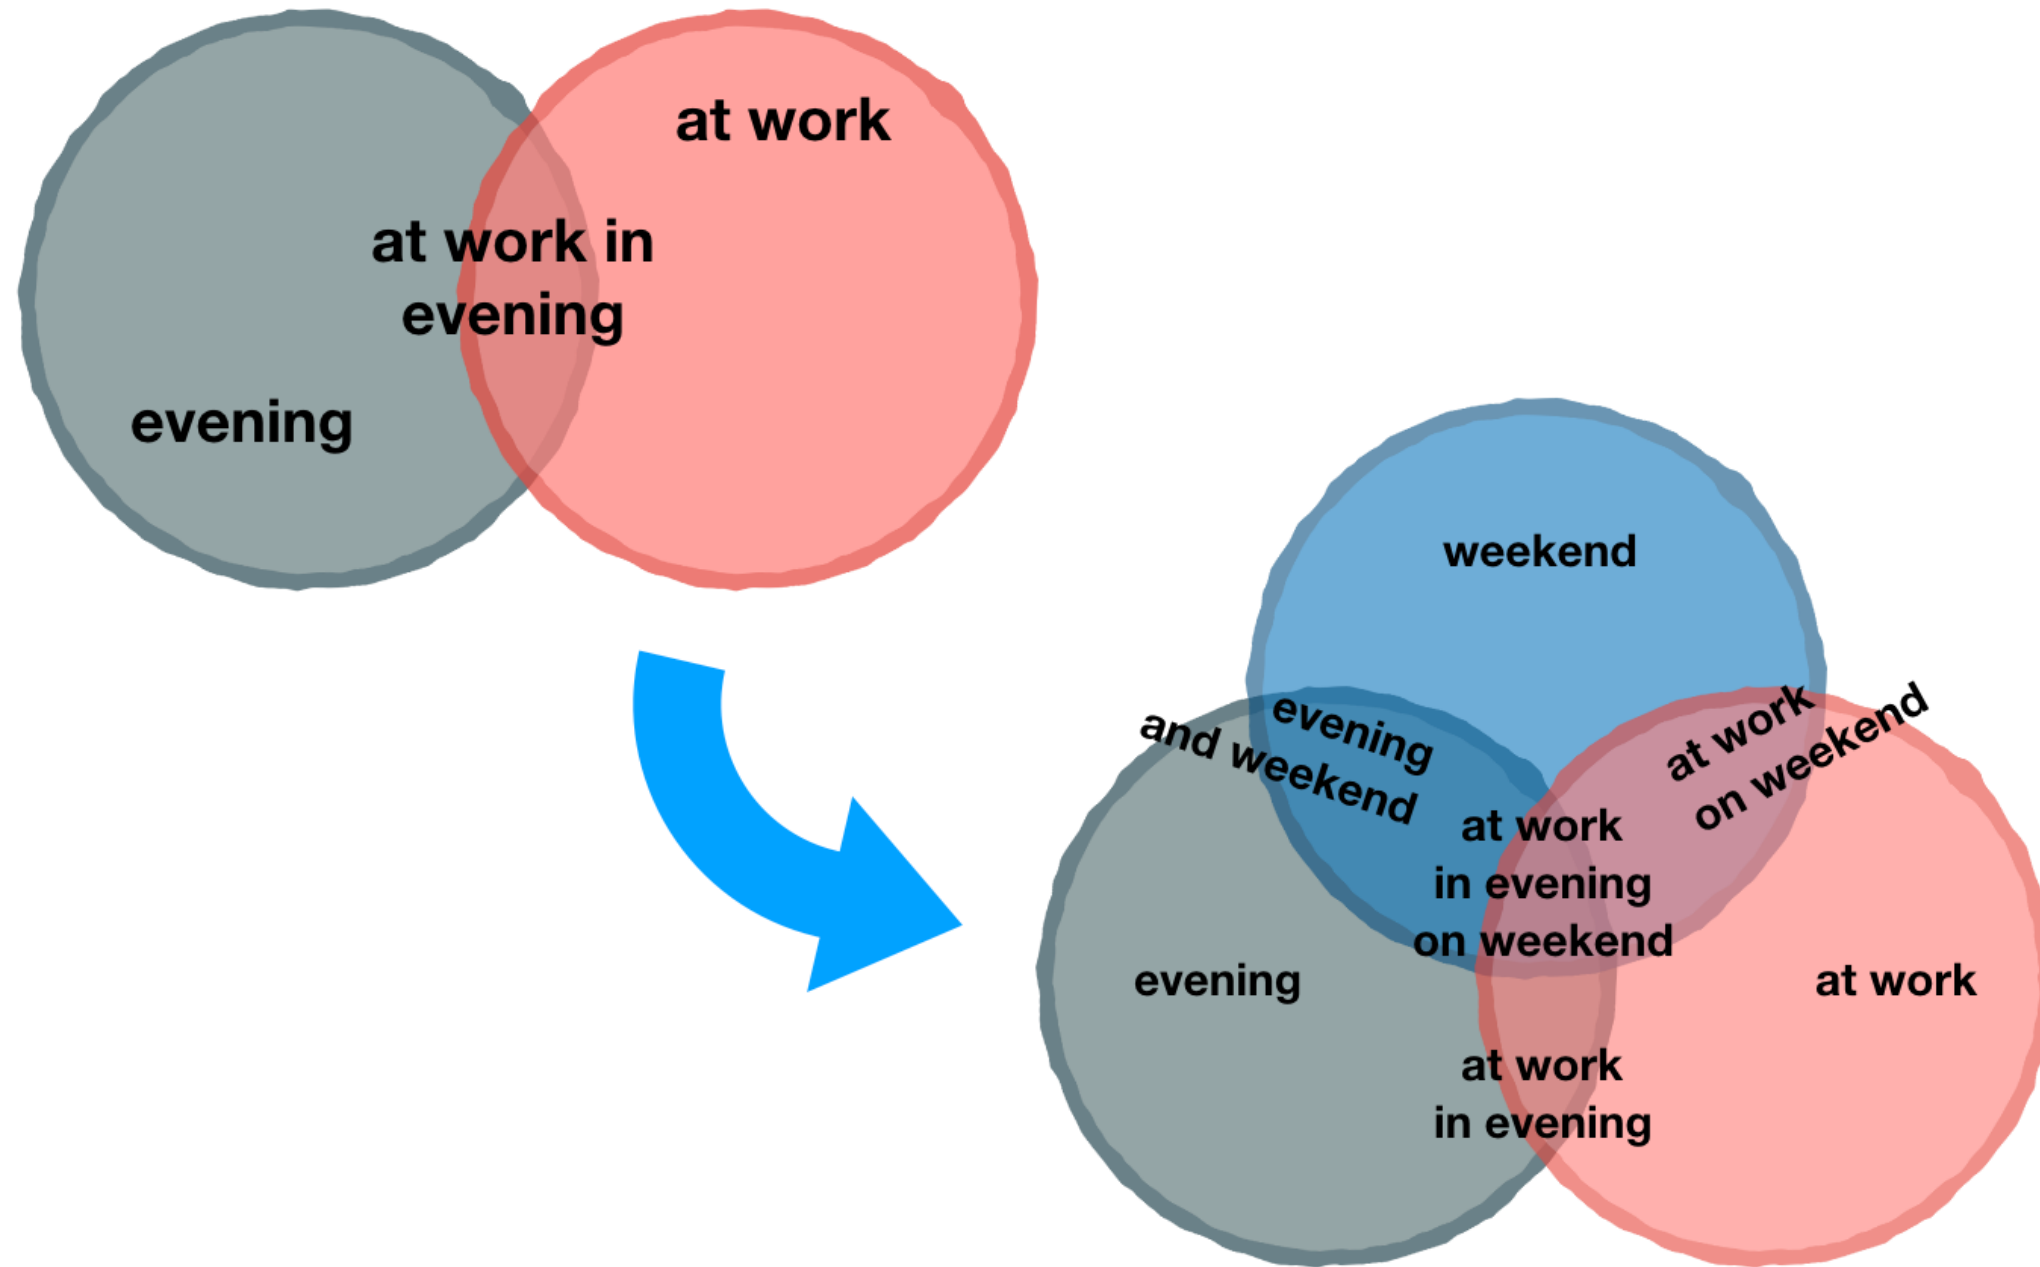 at work
at work in
evening
evening
weekend
evening
and weekend
at work
on weekend
at work
in evening
on weekend
evening
at work
at work
in evening